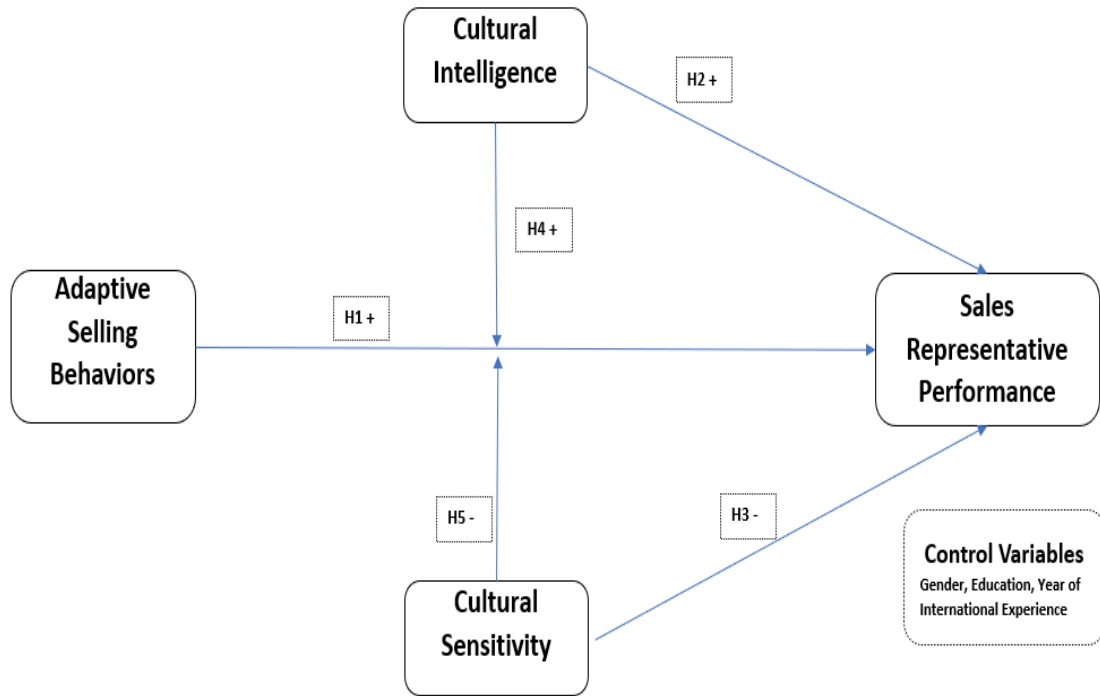 Cultural
Intelligence
H2 +
H4 +
Adaptive
Selling
Behaviors
H1 +
Sales
Representative
Performance
H5 -
H3 -
Cultural
Sensitivity
Control Variables
Gender, Education, Year of
International Experience